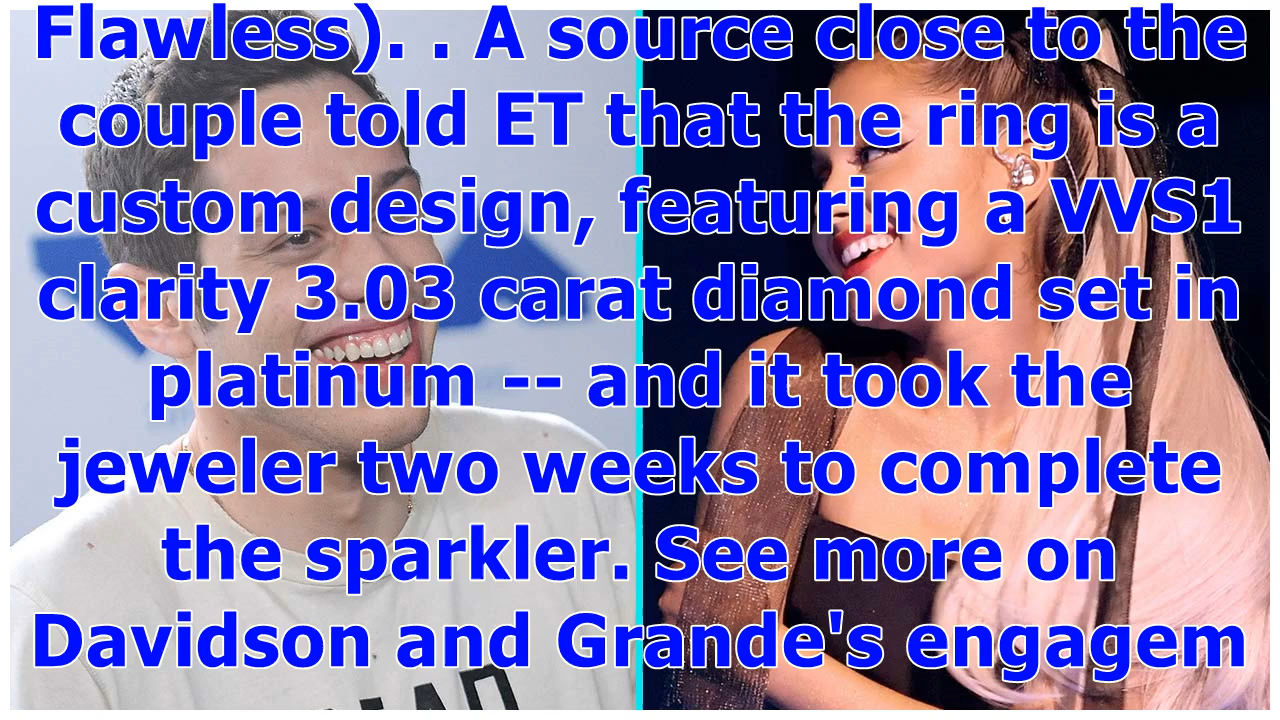 Flawless). . A source close to the
couple told ET that the ring is a
custom design, featuring a VVS1
clarity 3.03 carat diamond set in
platinum -- and it took the
jeweler two weeks to complete
the sparkler. See more on
Davidson and Grande's engagem